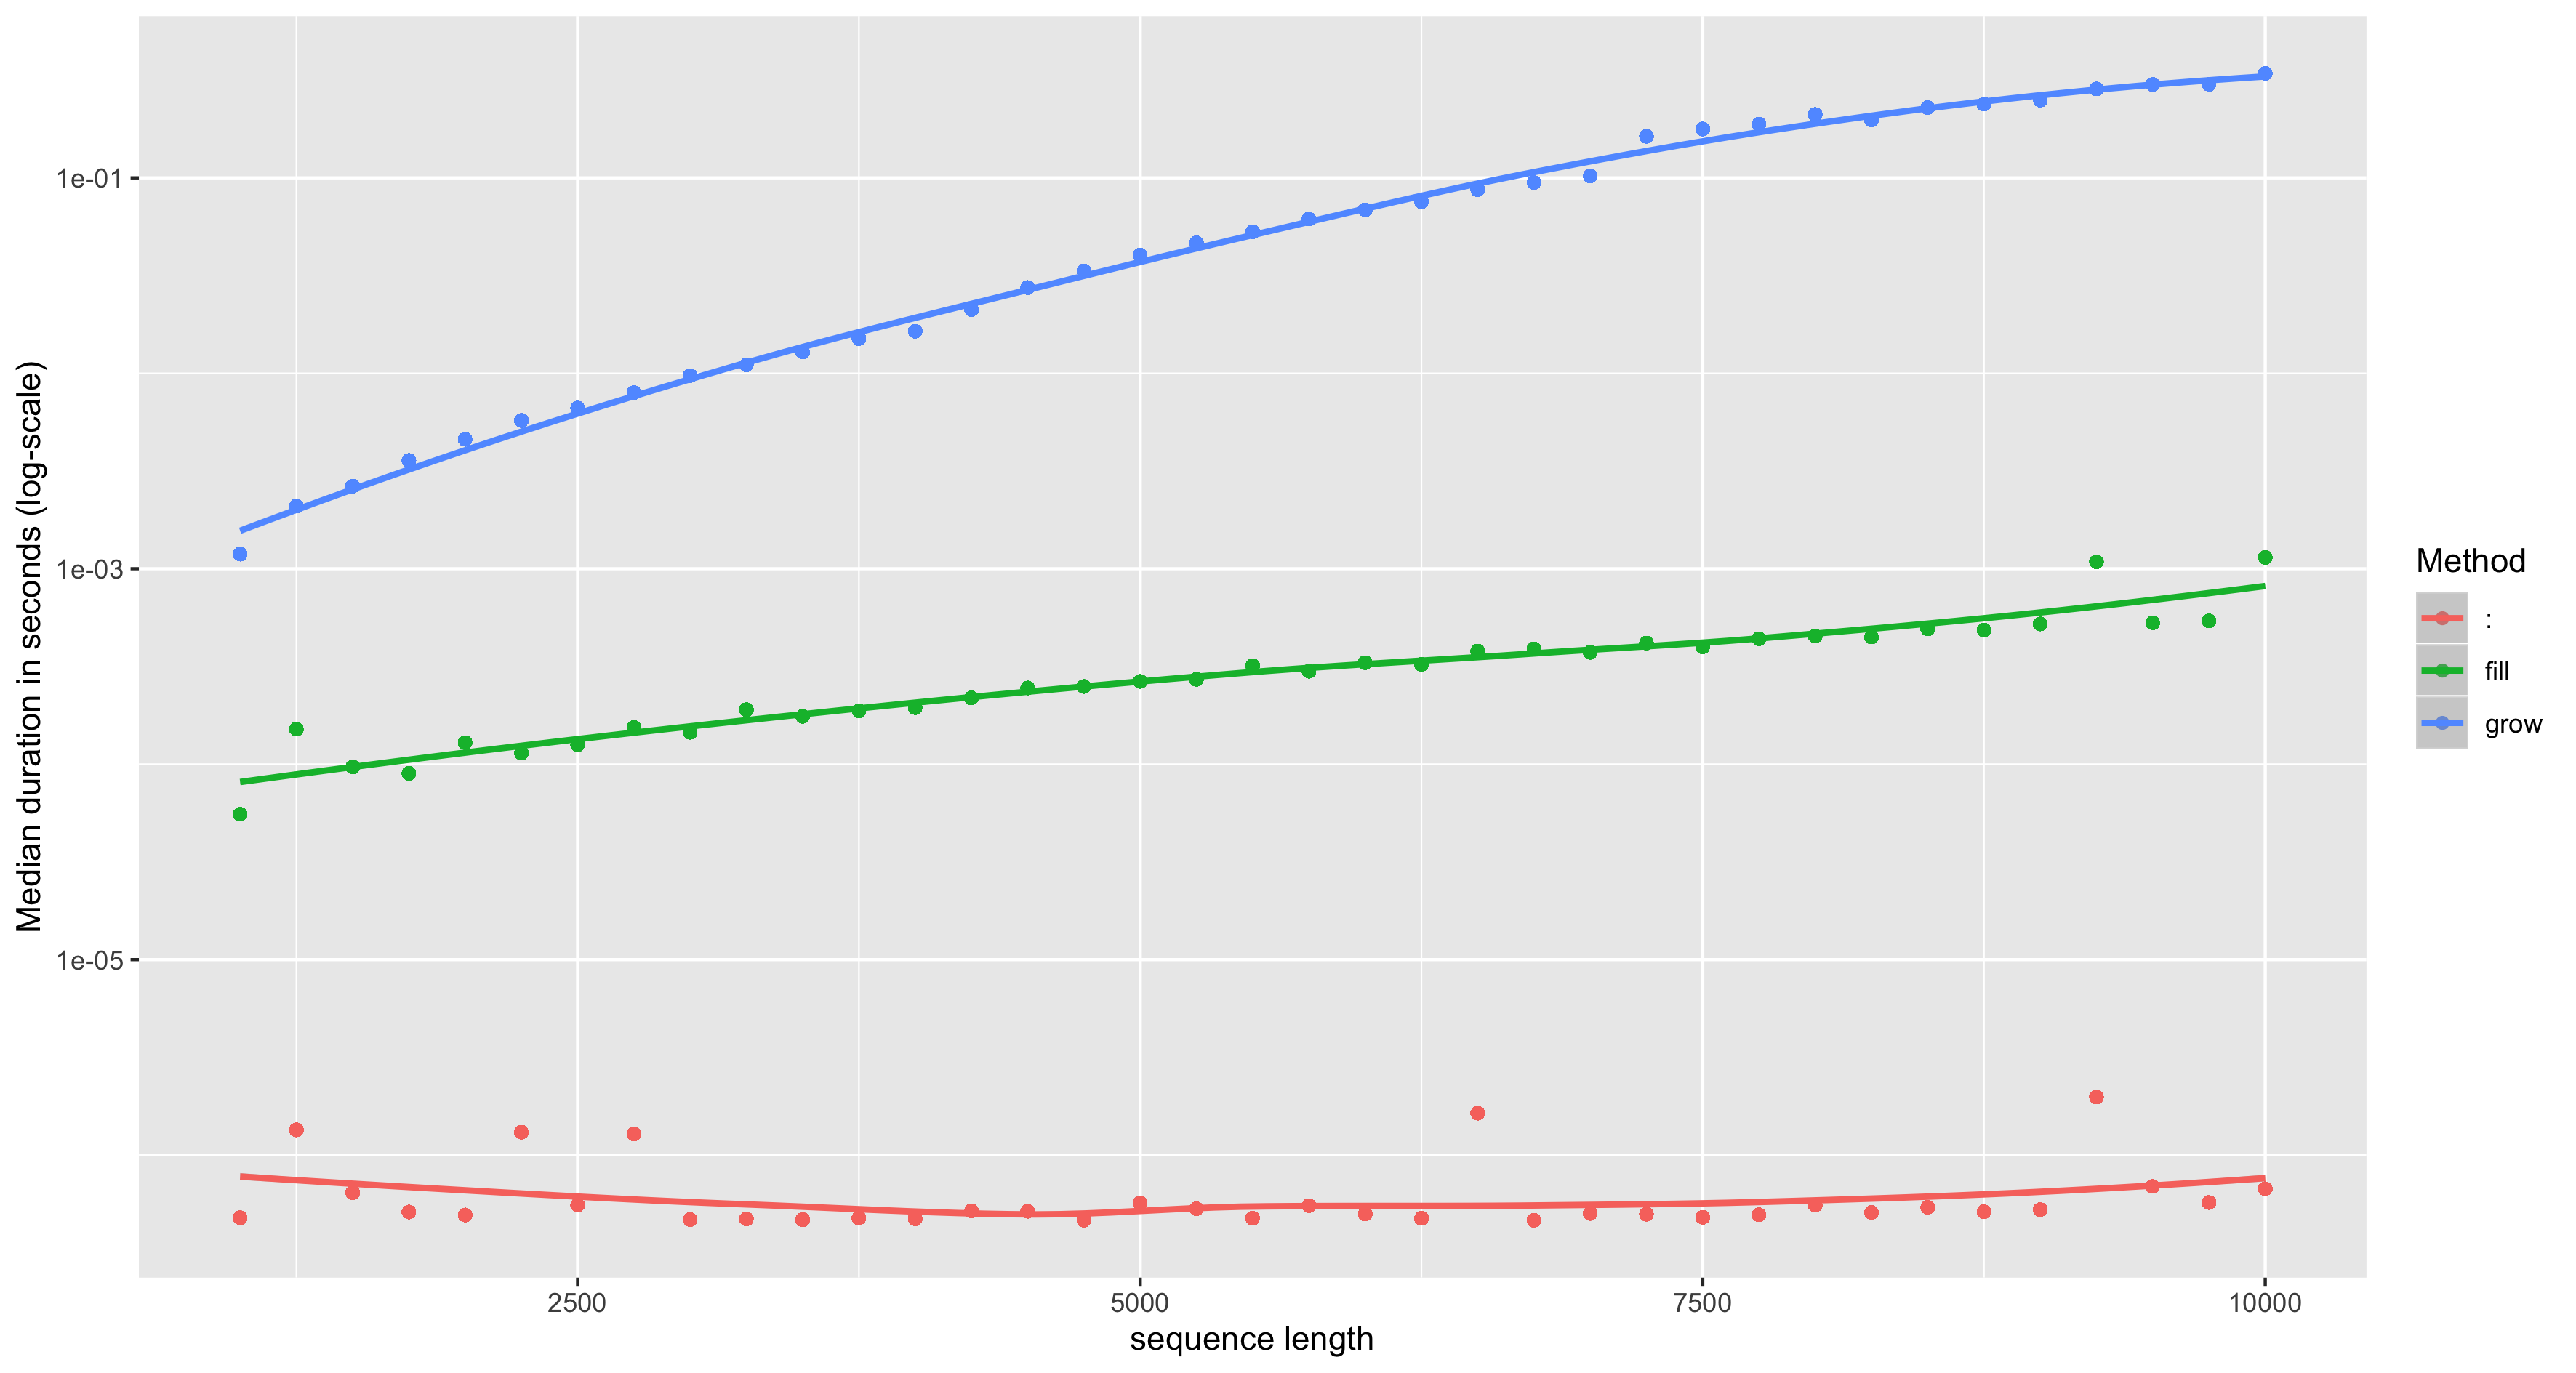 Median duration in seconds (log-scale)
1e-01
1e-03
1e-05
2500 5000 7500 10000
sequence length
Method
:
fill
grow